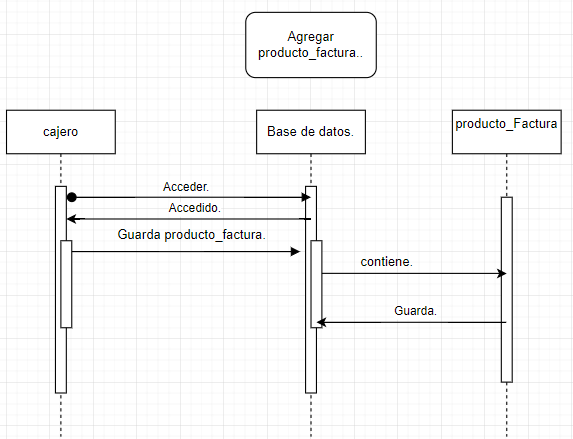 Agregar
producto_factura..
cajero
Base de datos.
producto_Factura
Acceder.
Accedido.
Guarda producto_factura.
contiene.
Guarda.